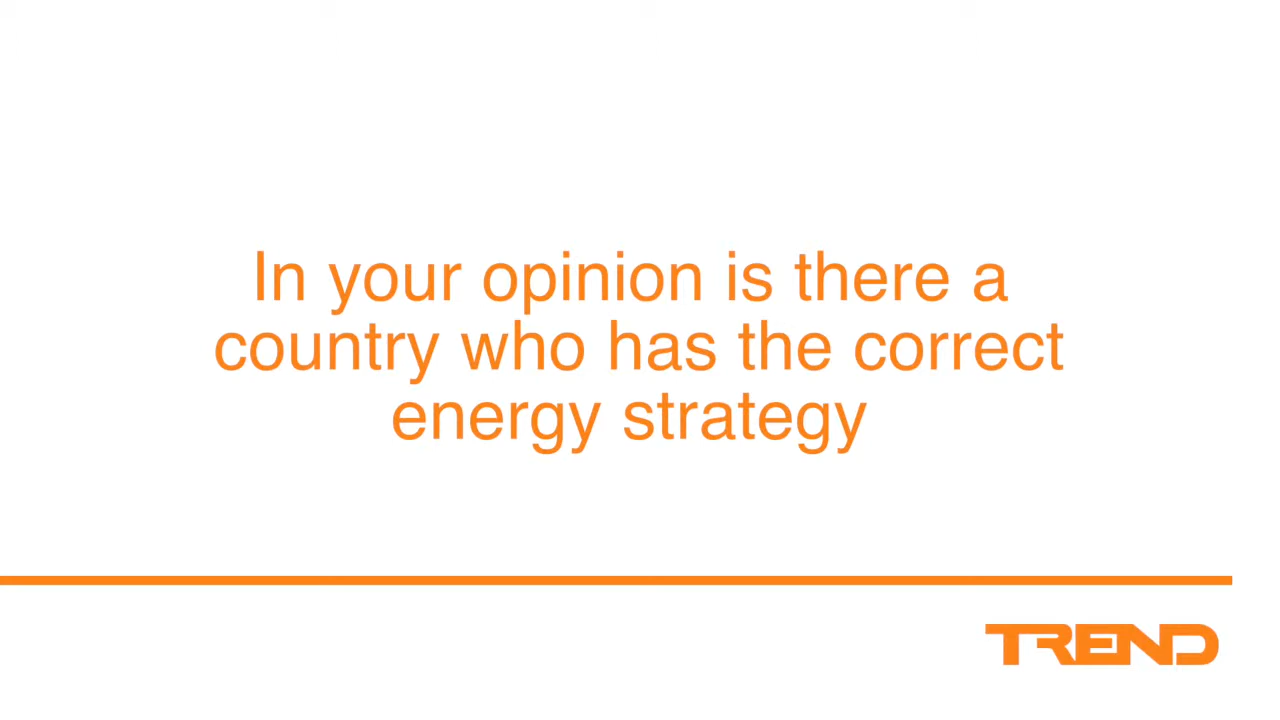 In your opinion is there a
country who has the correct
energy strategy
TREND